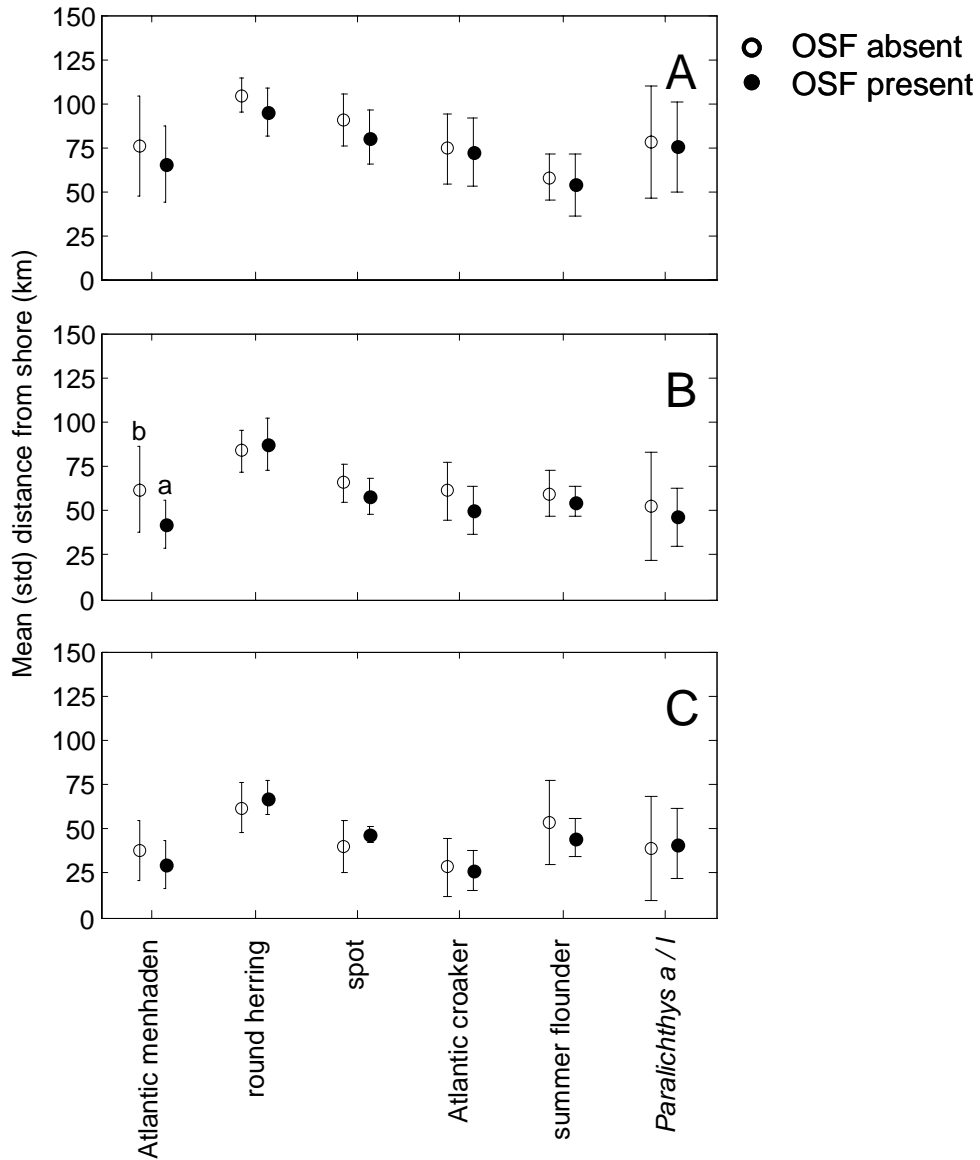 150
125
100
75
50
25
0
A
OSF absent
OSF present
150
125
100
75
50
25
0
B
b
a
150
125
100
75
50
25
0
C
Mean (std) distance from shore (km)
Atlantic menhaden
round herring
spot
Atlantic croaker
summer flounder
Paralichthys a / l